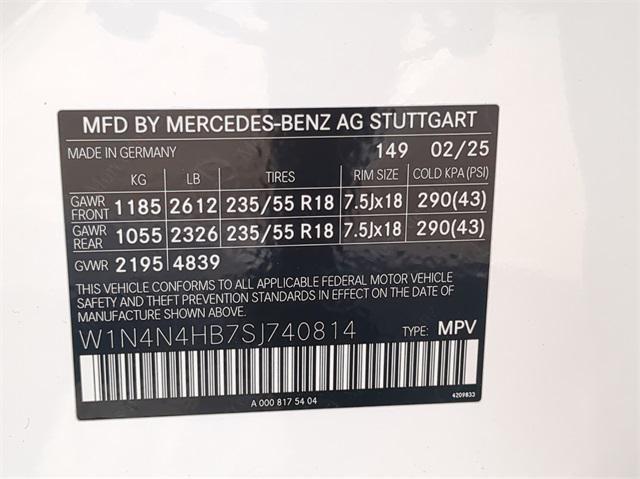 MFD BY MERCEDES-BENZ AG STUTTGART
MADE IN GERMANY 149 02/25
KG LB TIRES RIM SIZE COLD KPA (PSI)
GAWR FRONT 1185 2612 235/55 R18 7.5Jx18 290(43)
GAWR REAR 1055 2326 235/55 R18 7.5Jx18 290(43)
GVWR 2195 4839
THIS VEHICLE CONFORMS TO ALL APPLICABLE FEDERAL MOTOR VEHICLE
SAFETY AND THEFT PREVENTION STANDARDS IN EFFECT ON THE DATE OF
MANUFACTURE SHOWN ABOVE.
W1N4N4HB7SJ740814 TYPE: MPV
A 000 817 54 04 4209833